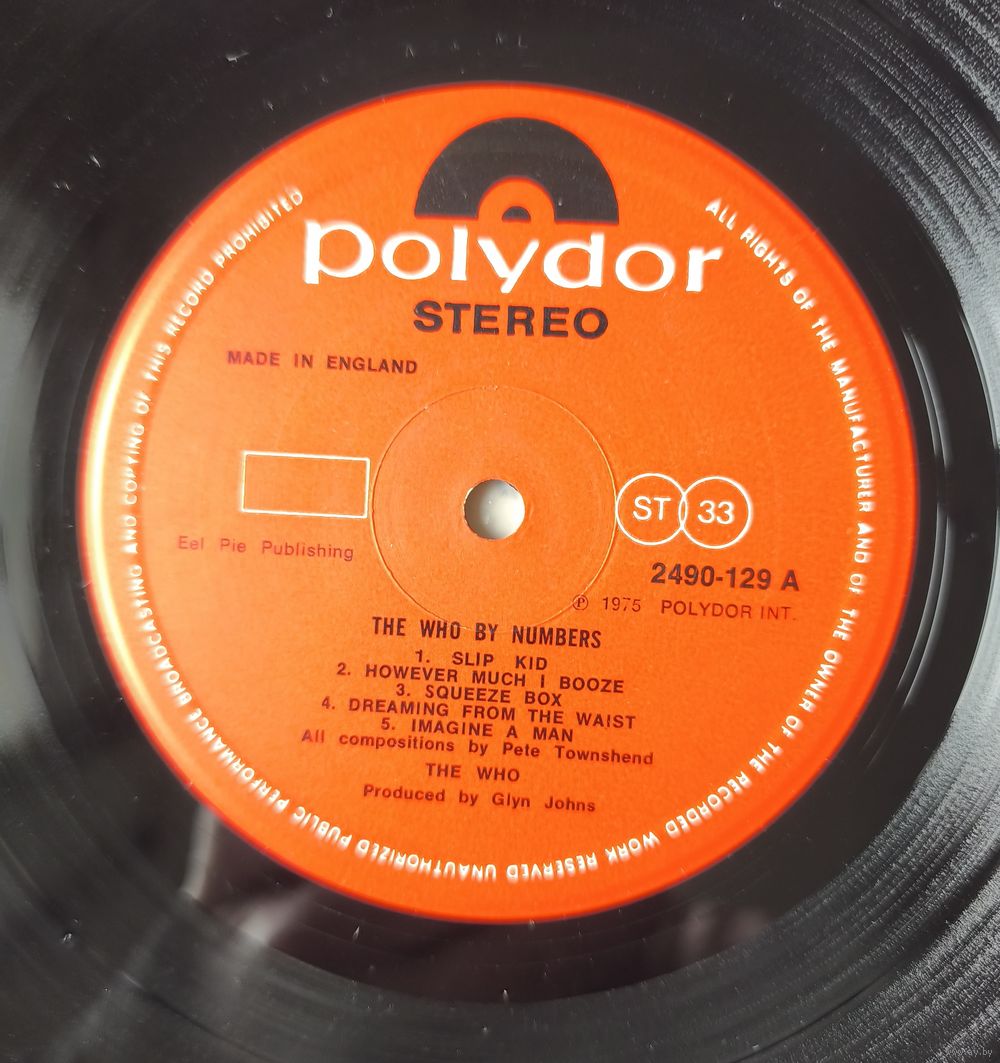 polydor
STEREO
MADE IN ENGLAND
ST 33
Eel Pie Publishing
2490-129 A
℗ 1975 POLYDOR INT.
THE WHO BY NUMBERS
1. SLIP KID
2. HOWEVER MUCH I BOOZE
3. SQUEEZE BOX
4. DREAMING FROM THE WAIST
5. IMAGINE A MAN
All compositions by Pete Townshend
THE WHO
Produced by Glyn Johns
ALL RIGHTS OF THE MANUFACTURER AND OF THE OWNER OF THE RECORDED WORK RESERVED UNAUTHORIZED PUBLIC PERFORMANCE BROADCASTING AND COPYING OF THIS RECORD PROHIBITED